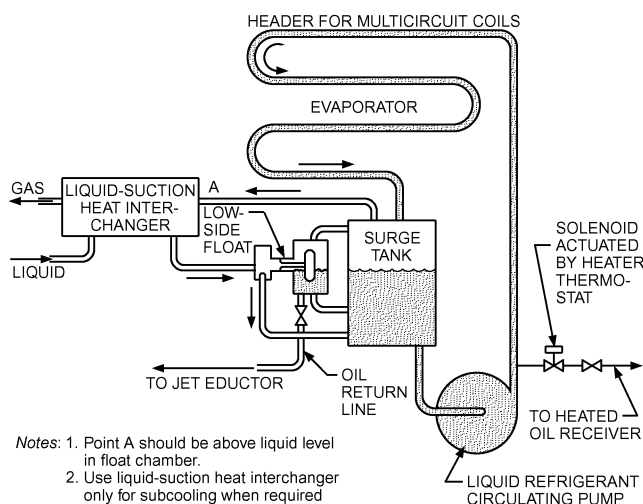 HEADER FOR MULTICIRCUIT COILS
EVAPORATOR
GAS
LIQUID-SUCTION
HEAT INTER-
CHANGER
A
LOW-
SIDE
FLOAT
SURGE
TANK
SOLENOID
ACTUATED
BY HEATER
THERMO-
STAT
LIQUID
TO JET EDUCTOR
OIL
RETURN
LINE
TO HEATED
OIL RECEIVER
LIQUID REFRIGERANT
CIRCULATING PUMP
Notes: 1. Point A should be above liquid level
in float chamber.
2. Use liquid-suction heat interchanger
only for subcooling when required